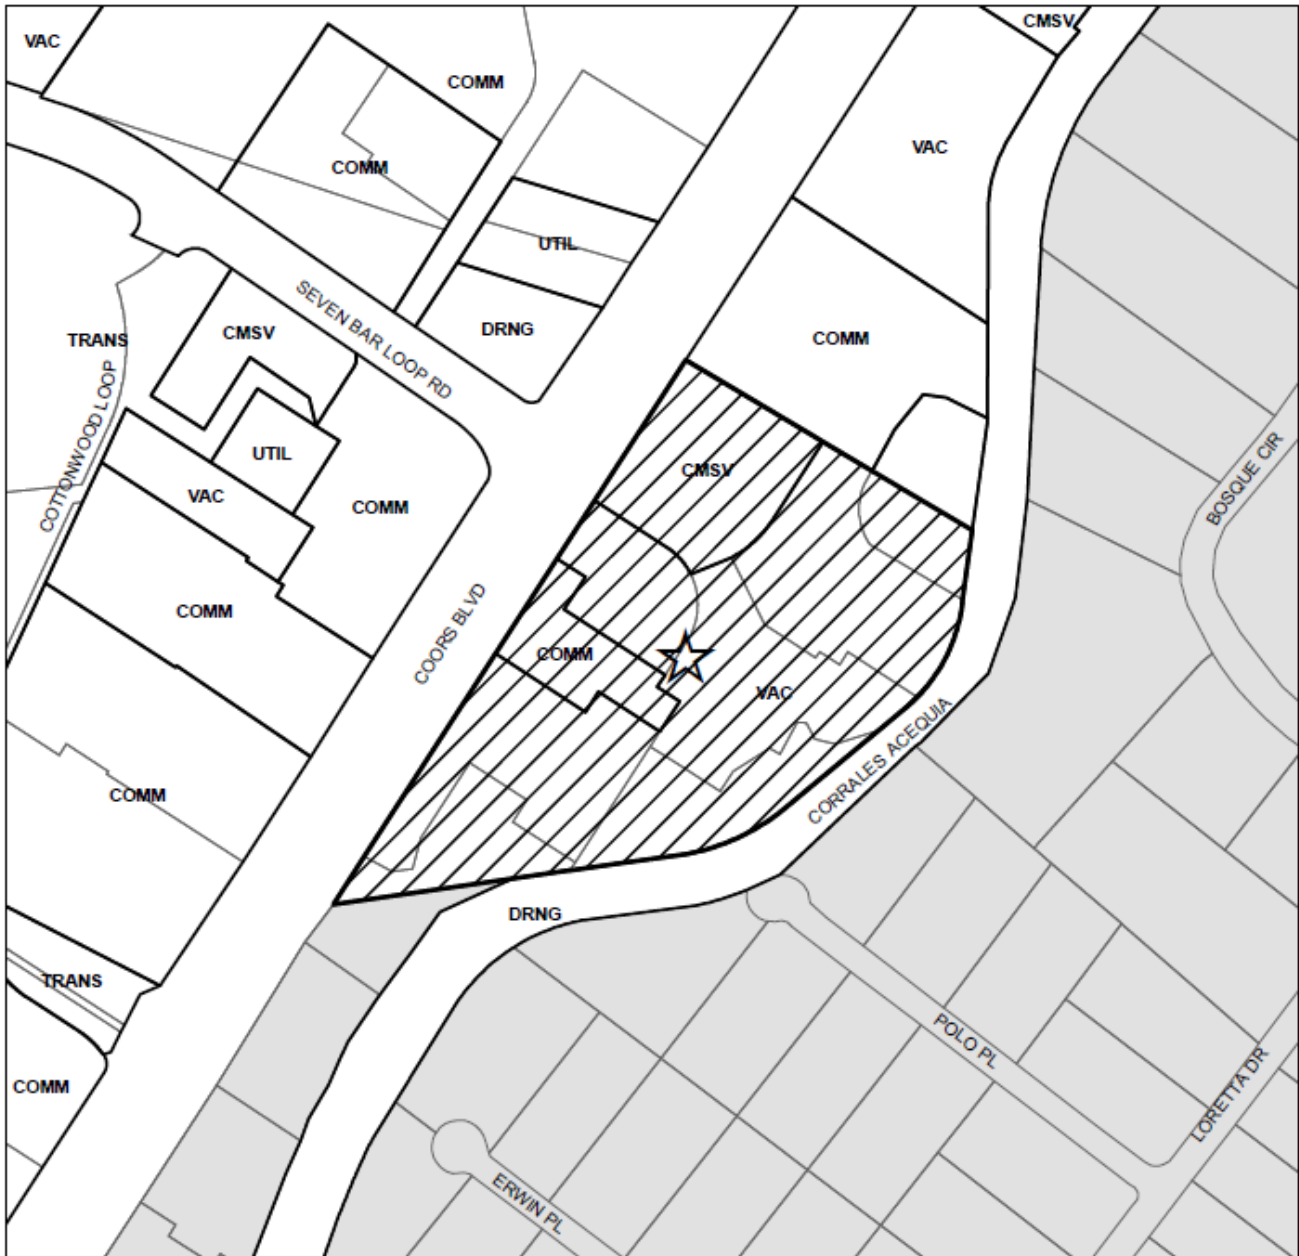 CMSV
VAC
COMM
VAC
COMM
UTIL
SEVEN BAR LOOP RD
DRNG
CMSV
TRANS
COMM
COTTONWOOD LOOP
UTIL
CMSV
BOSQUE CIR
VAC
COMM
COORS BLVD
COMM
COMM
VAC
CORRALES ACEQUIA
COMM
DRNG
TRANS
POLO PL
COMM
LORETTA DR
ERWIN PL